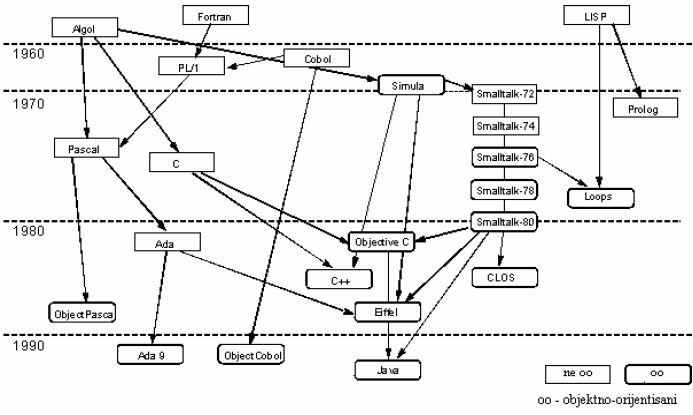 Fortran
LISP
Algol
1960
Cobol
PL/1
Simula
Smalltalk-72
1970
Prolog
Smalltalk-74
Pascal
C
Smalltalk-76
Smalltalk-78
Loops
Smalltalk-80
1980
Ada
Objective C
C++
CLOS
Object Pasca
Eiffel
1990
Ada 9
Object Cobol
Java
ne oo
oo
oo - objektno-orijentisani